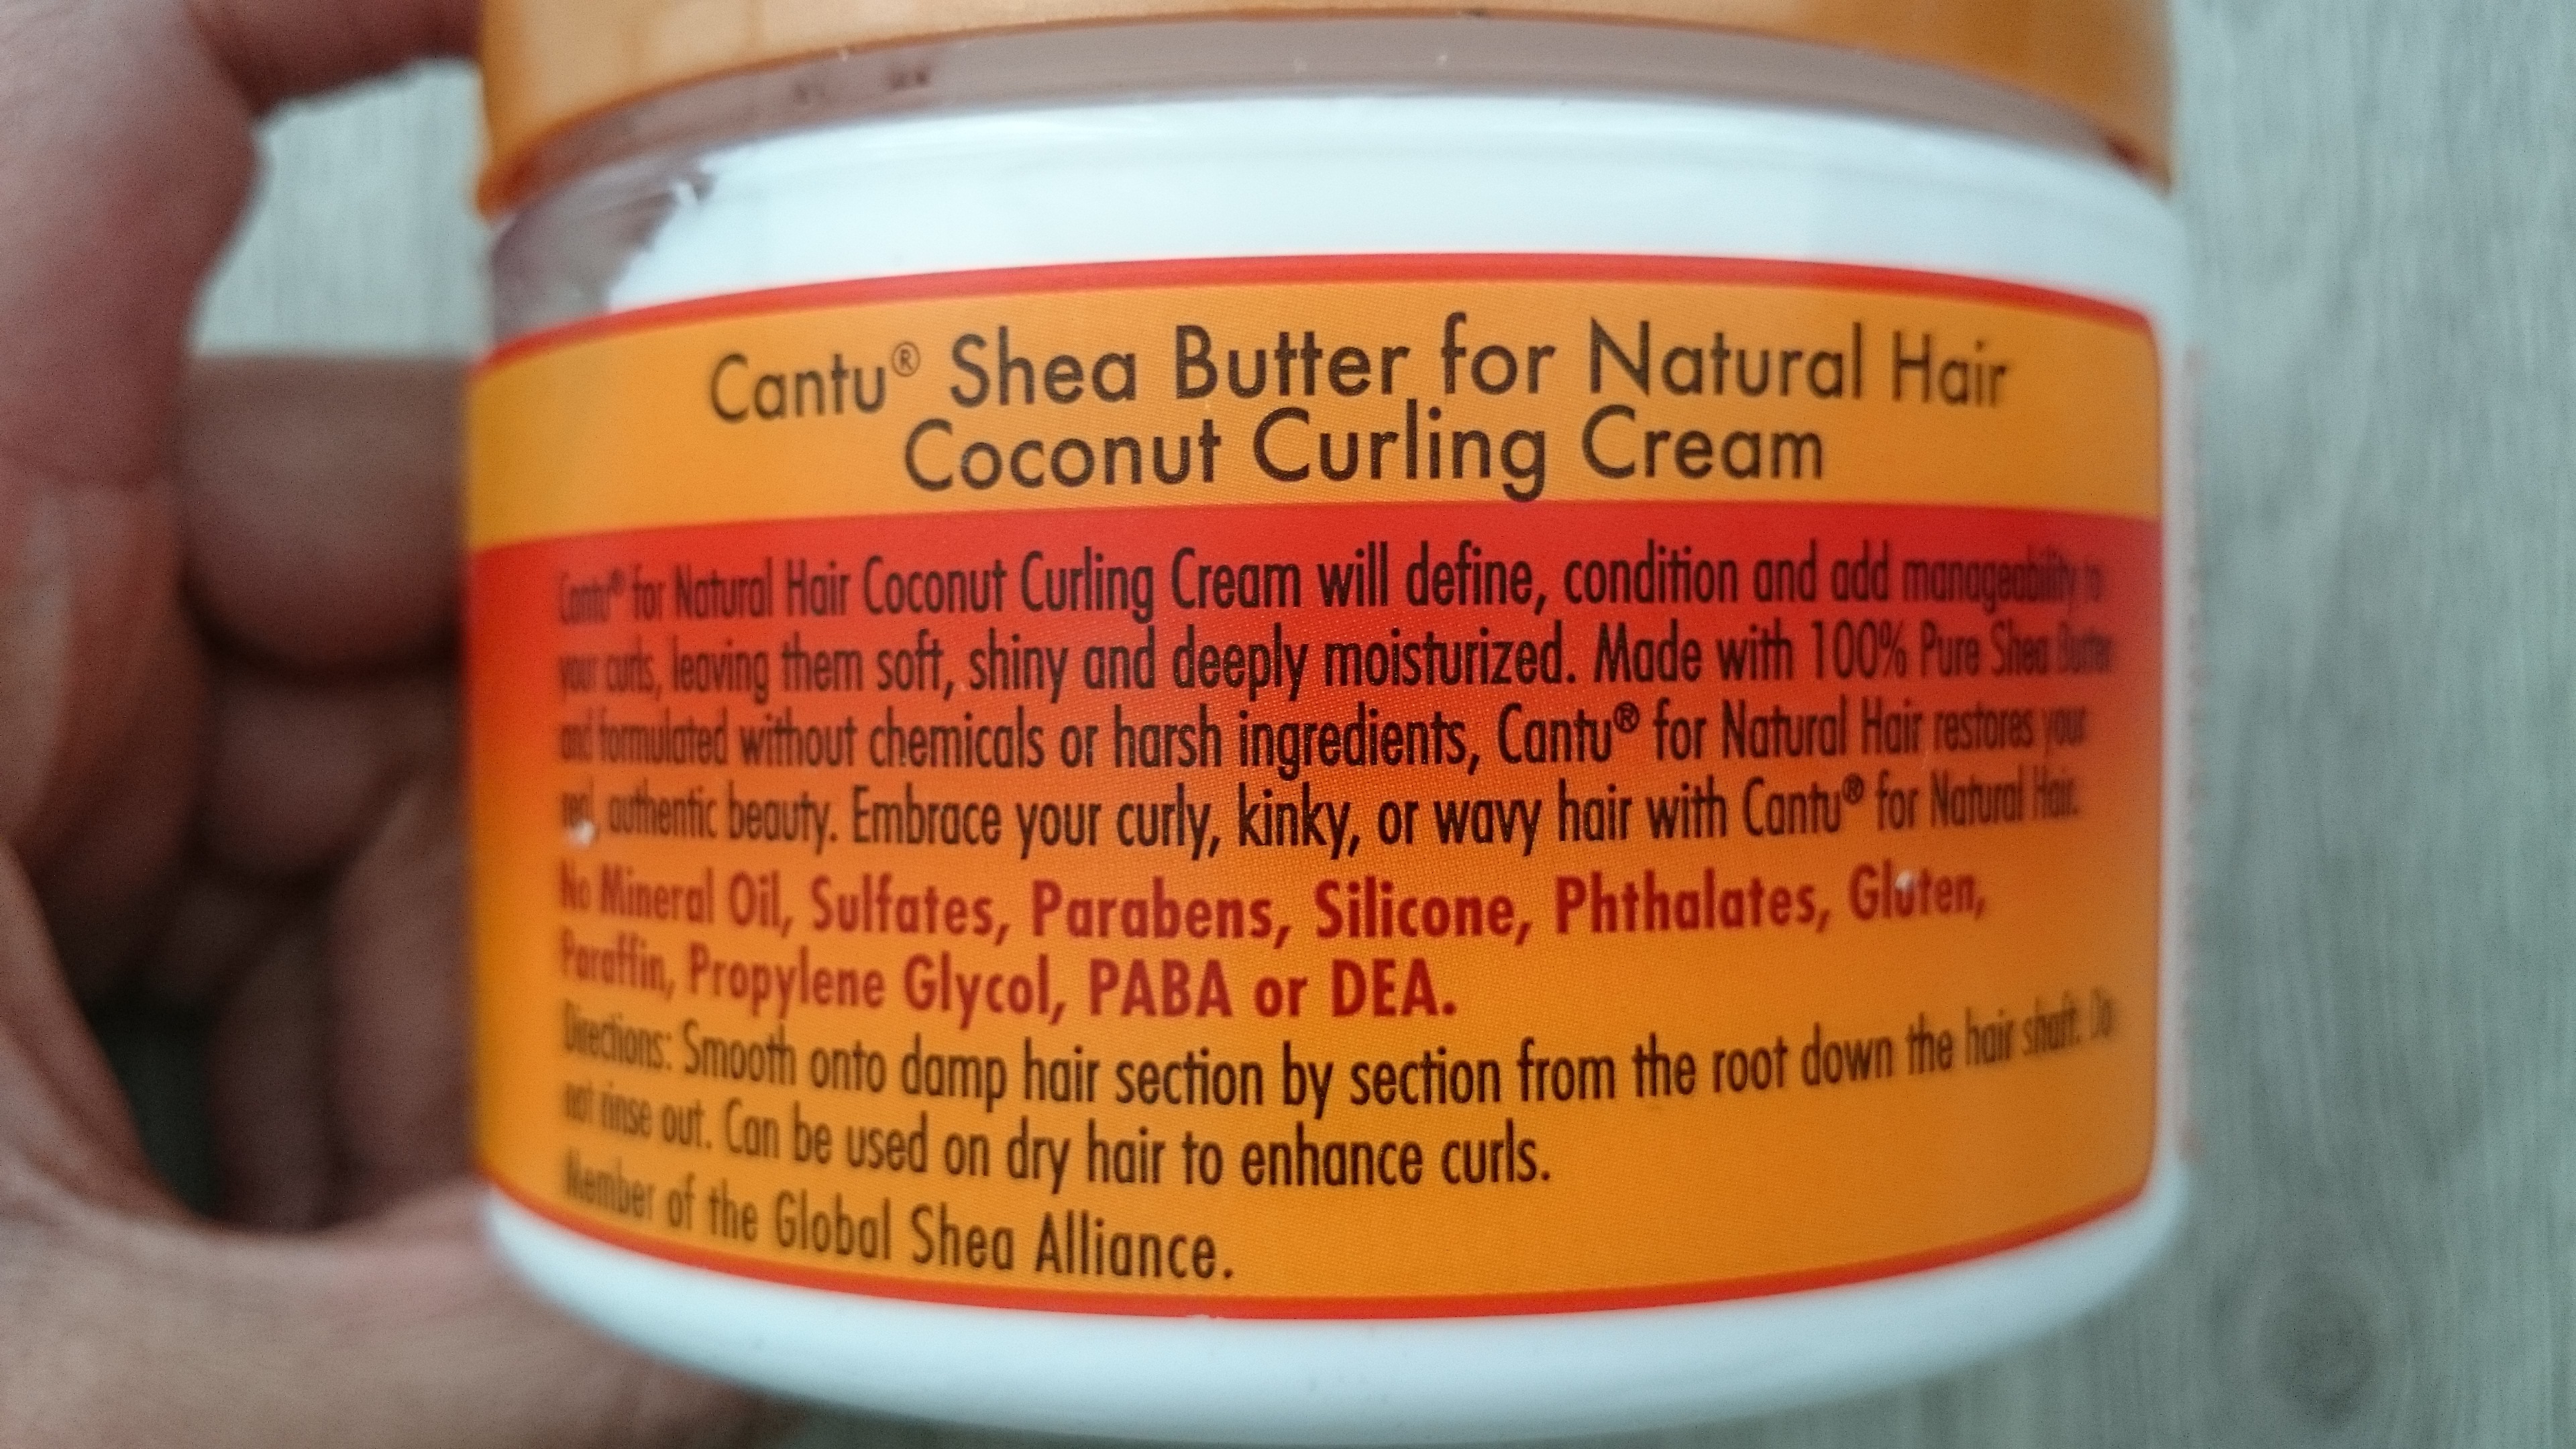 Cantu® Shea Butter for Natural Hair
Coconut Curling Cream
Cantu® for Natural Hair Coconut Curling Cream will define, condition and add manageability to
your curls, leaving them soft, shiny and deeply moisturized. Made with 100% Pure Shea Butter
and formulated without chemicals or harsh ingredients, Cantu® for Natural Hair restores your
real, authentic beauty. Embrace your curly, kinky, or wavy hair with Cantu® for Natural Hair.
No Mineral Oil, Sulfates, Parabens, Silicone, Phthalates, Gluten,
Paraffin, Propylene Glycol, PABA or DEA.
Directions: Smooth onto damp hair section by section from the root down the hair shaft. Do
not rinse out. Can be used on dry hair to enhance curls.
Member of the Global Shea Alliance.